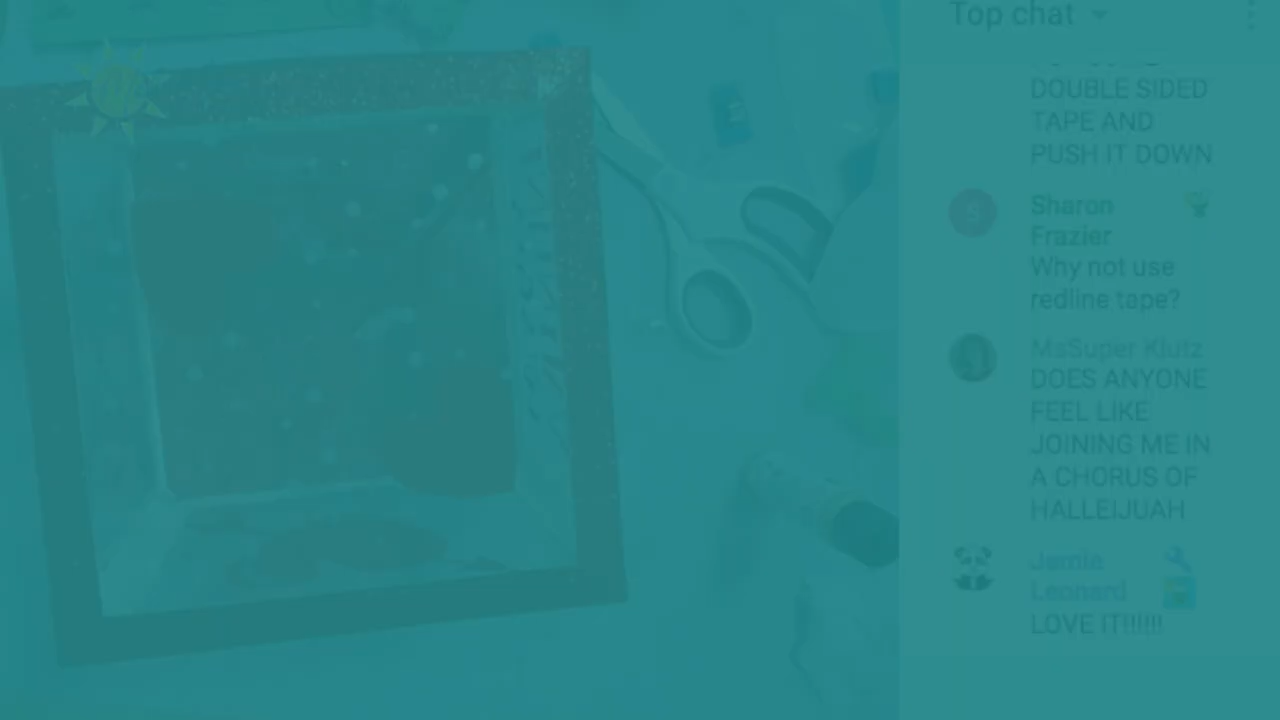 Top chat
DOUBLE SIDED
TAPE AND
PUSH IT DOWN
S
Sharon
Frazier
Why not use
redline tape?
MsSuper Klutz
DOES ANYONE
FEEL LIKE
JOINING ME IN
A CHORUS OF
HALLEIJUAH
Jamie
Leonard
LOVE IT!!!!!!